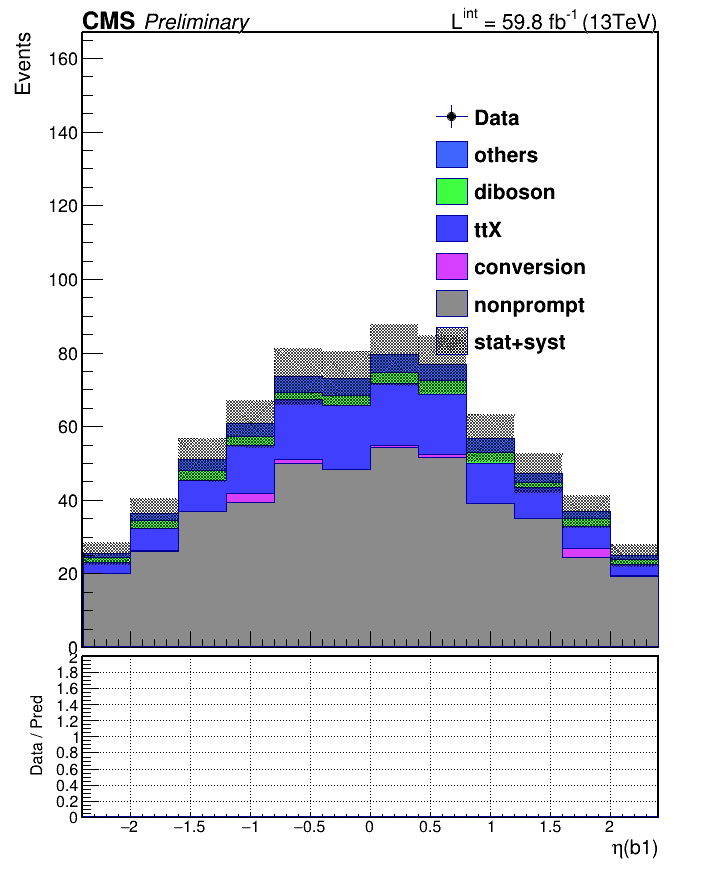 CMS Preliminary
L^int = 59.8 fb^-1 (13TeV)
Events
160
140
120
100
80
60
40
20
0
Data
others
diboson
ttX
conversion
nonprompt
stat+syst
Data / Pred
2
1.8
1.6
1.4
1.2
1
0.8
0.6
0.4
0.2
0
−2 −1.5 −1 −0.5 0 0.5 1 1.5 2
η(b1)